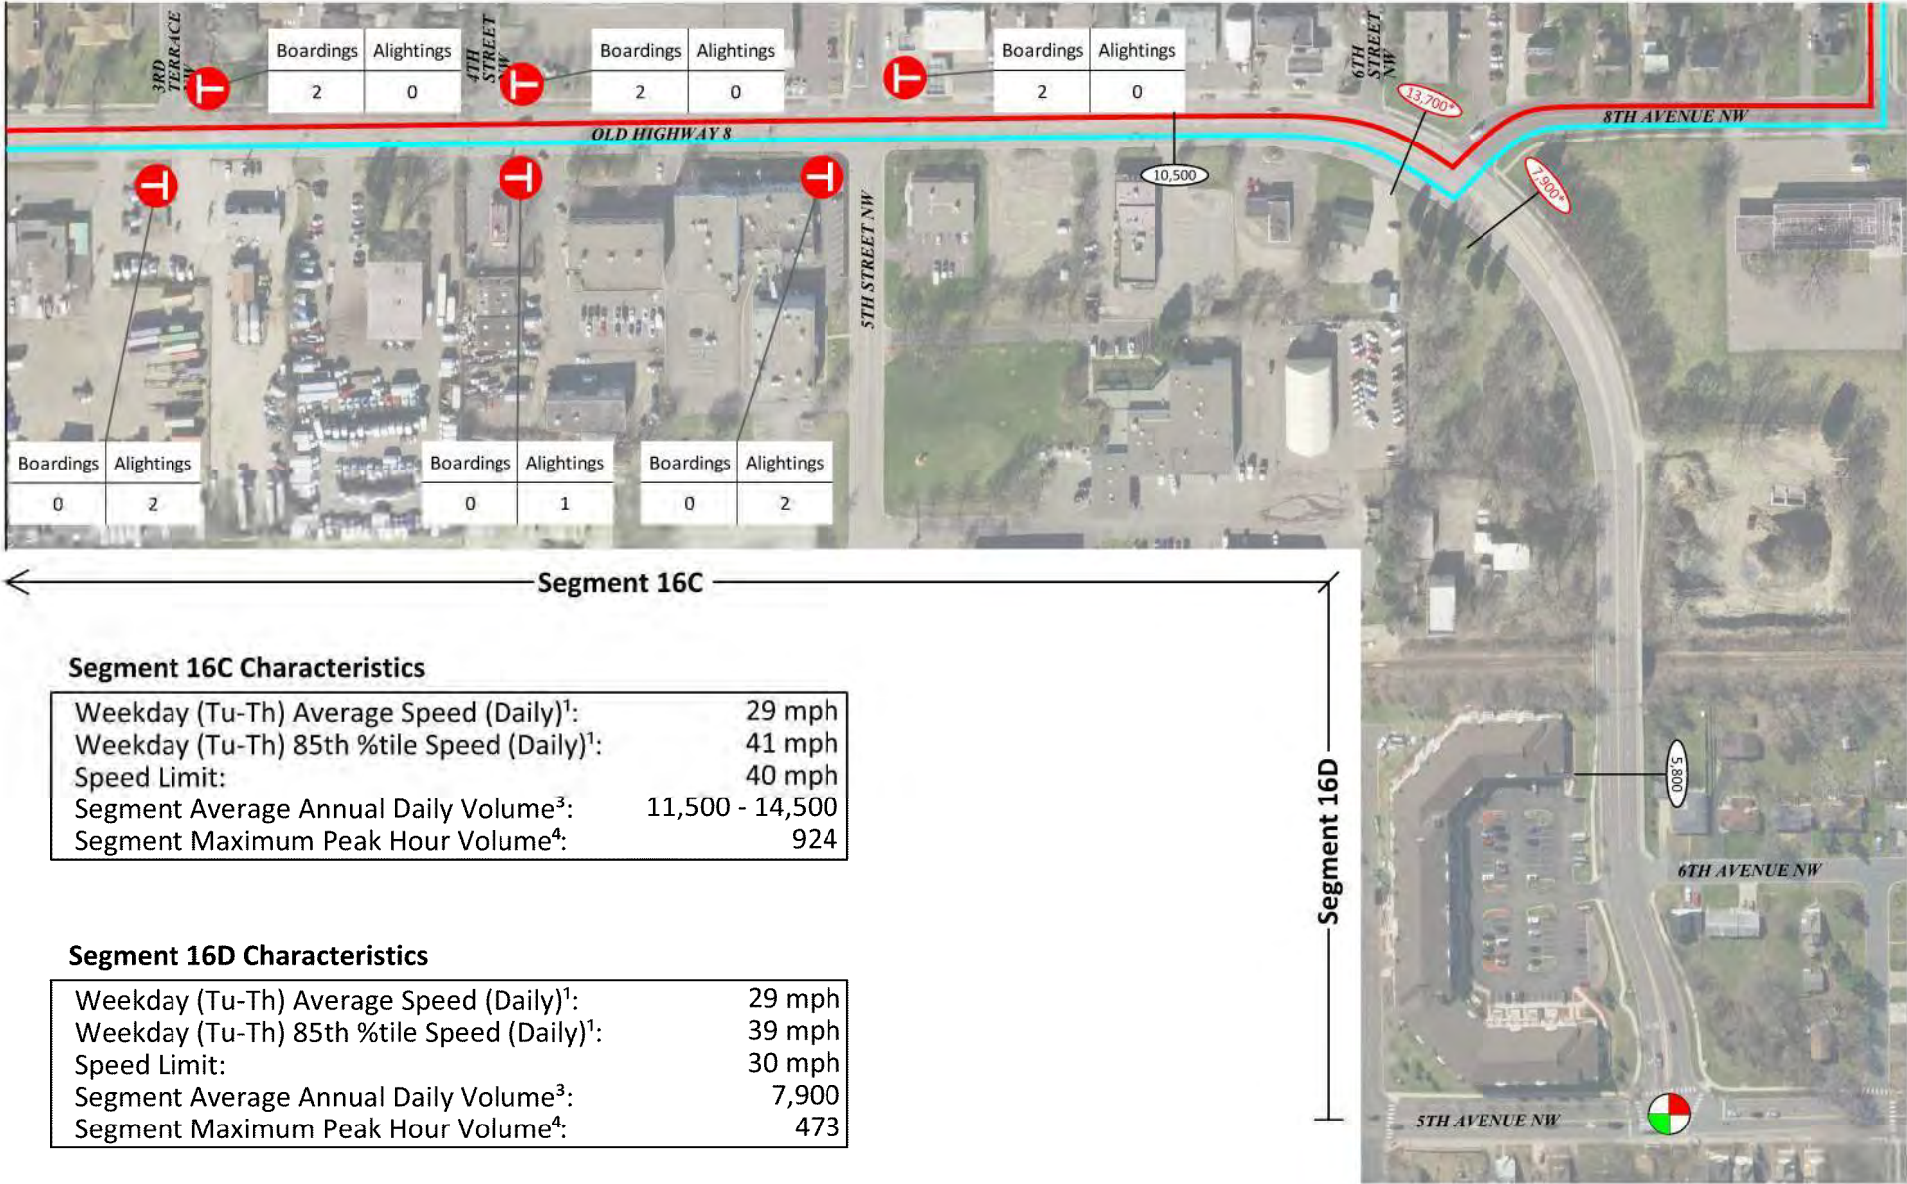 3RD
TERRACE
NW
Boardings Alightings
2 0
4TH
STREET
NW
Boardings Alightings
2 0
Boardings Alightings
2 0
6TH
STREET
NW
13,700*
OLD HIGHWAY 8
8TH AVENUE NW
10,500
7,900*
5TH STREET NW
Boardings Alightings
0 2
Boardings Alightings
0 1
Boardings Alightings
0 2
Segment 16C
Segment 16C Characteristics
Weekday (Tu-Th) Average Speed (Daily)¹: 29 mph
Weekday (Tu-Th) 85th %tile Speed (Daily)¹: 41 mph
Speed Limit: 40 mph
Segment Average Annual Daily Volume³: 11,500 - 14,500
Segment Maximum Peak Hour Volume⁴: 924
Segment 16D
5,800
6TH AVENUE NW
Segment 16D Characteristics
Weekday (Tu-Th) Average Speed (Daily)¹: 29 mph
Weekday (Tu-Th) 85th %tile Speed (Daily)¹: 39 mph
Speed Limit: 30 mph
Segment Average Annual Daily Volume³: 7,900
Segment Maximum Peak Hour Volume⁴: 473
5TH AVENUE NW